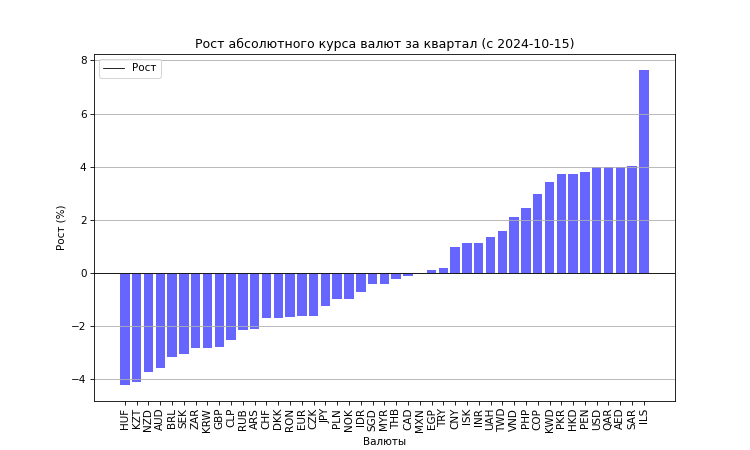 Рост абсолютного курса валют за квартал (с 2024-10-15)
Рост
8
6
4
2
0
−2
−4
Рост (%)
HUF KZT NZD AUD BRL SEK ZAR KRW GBP CLP RUB ARS CHF DKK RON EUR CZK JPY PLN NOK IDR SGD MYR THB CAD MXN EGP TRY CNY ISK INR UAH TWD VND PHP COP KWD PKR HKD PEN USD QAR AED SAR ILS
Валюты